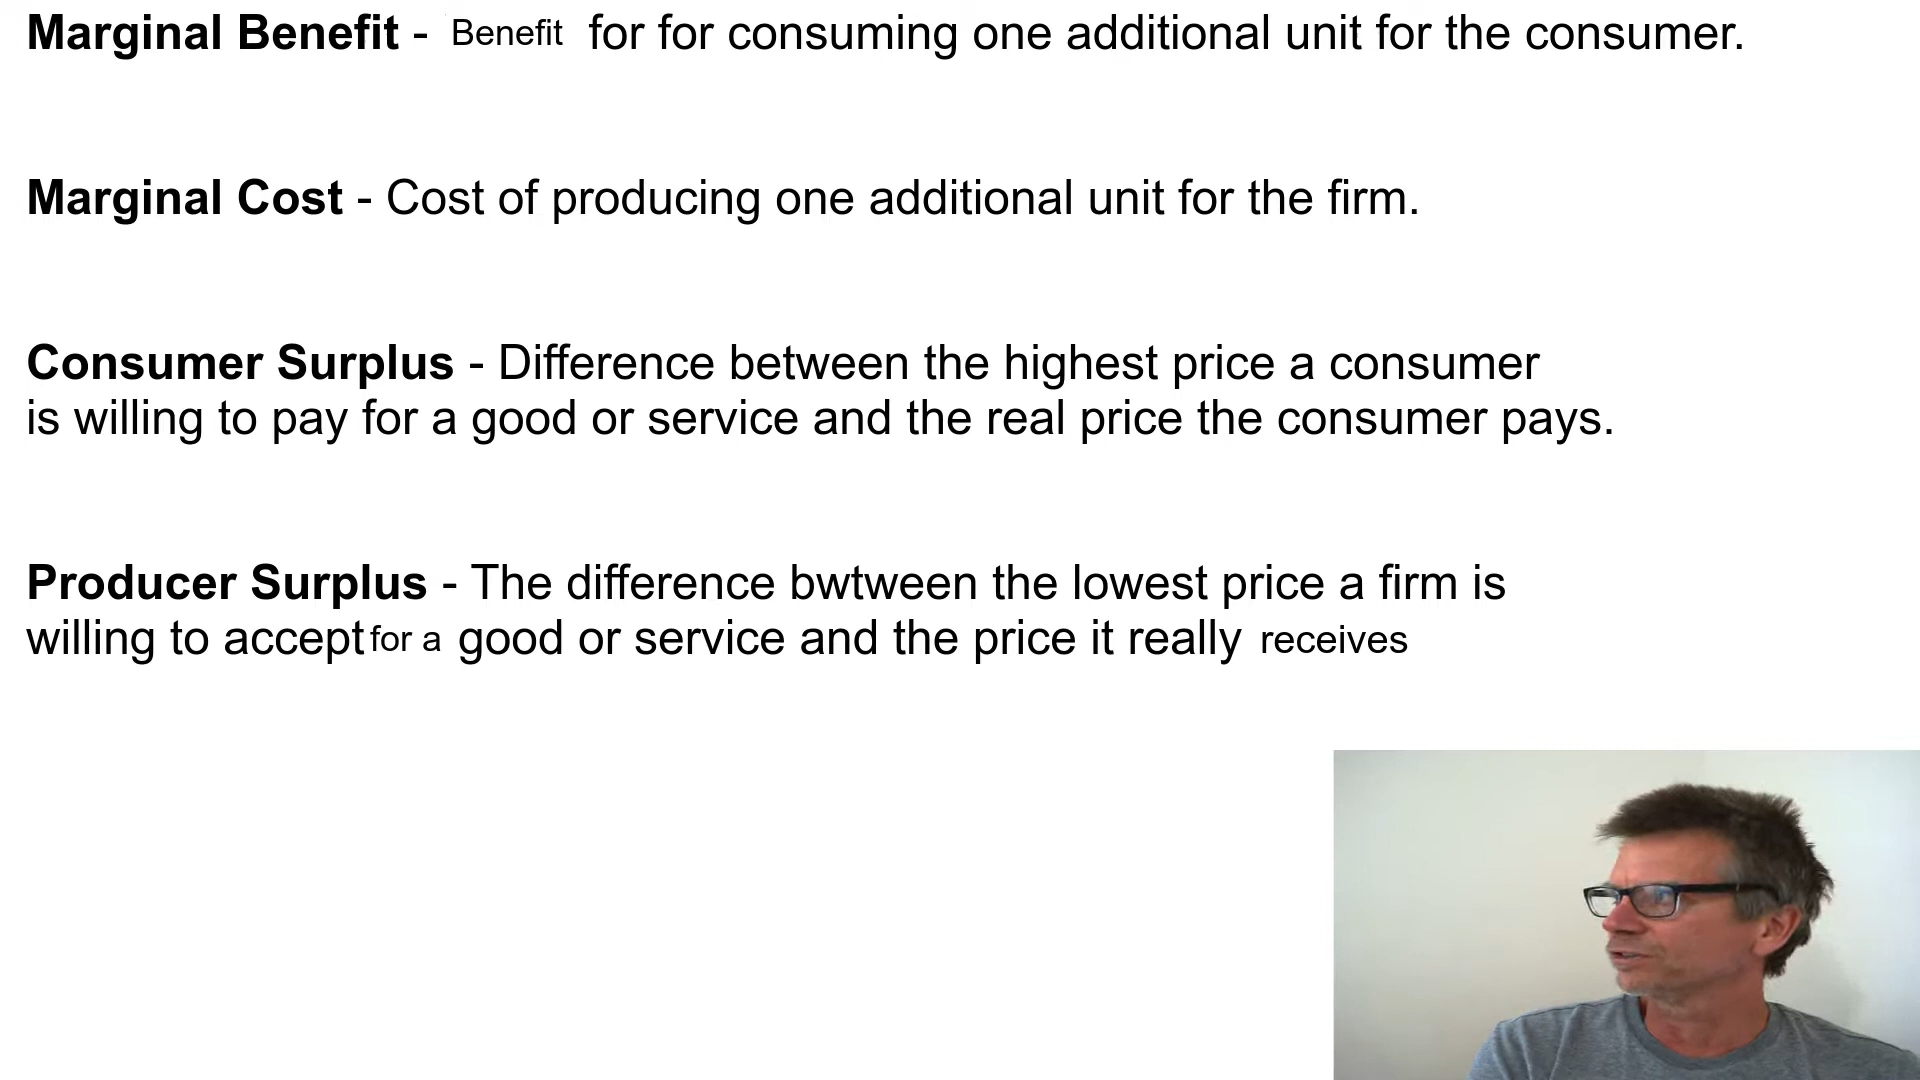 Marginal Benefit - Benefit for for consuming one additional unit for the consumer.
Marginal Cost - Cost of producing one additional unit for the firm.
Consumer Surplus - Difference between the highest price a consumer
is willing to pay for a good or service and the real price the consumer pays.
Producer Surplus - The difference bwtween the lowest price a firm is
willing to accept for a good or service and the price it really receives